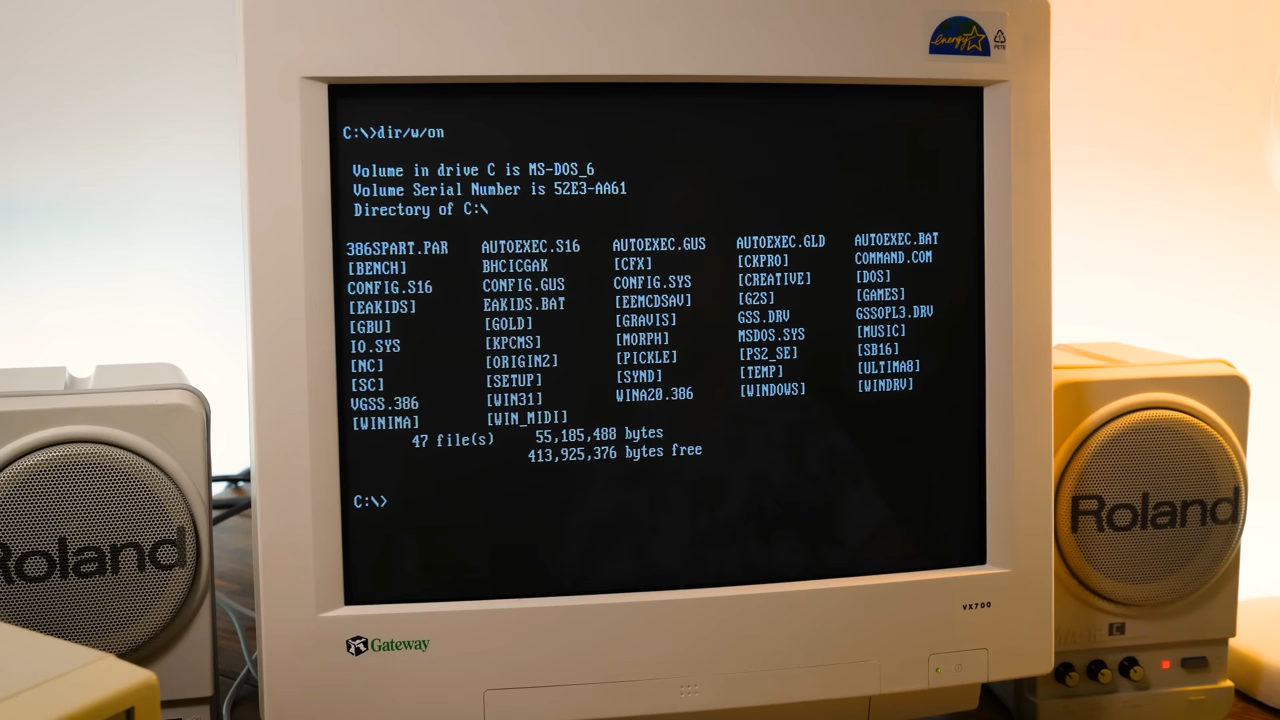 energy
PETE
C:\>dir/w/on
Volume in drive C is MS-DOS_6
Volume Serial Number is 52E3-AA61
Directory of C:\
386SPART.PAR AUTOEXEC.S16 AUTOEXEC.GUS AUTOEXEC.GLD AUTOEXEC.BAT
[BENCH] BHCICGAK [CFX] [CKPRO] COMMAND.COM
CONFIG.S16 CONFIG.GUS CONFIG.SYS [CREATIVE] [DOS]
[EAKIDS] EAKIDS.BAT [EEMCDSAV] [G2S] [GAMES]
[GBU] [GOLD] [GRAVIS] GSS.DRV GSSOPL3.DRV
IO.SYS [KPCMS] [MORPH] MSDOS.SYS [MUSIC]
[NC] [ORIGIN2] [PICKLE] [PS2_SE] [SB16]
[SC] [SETUP] [SYND] [TEMP] [ULTIMA8]
VGSS.386 [WIN31] WINA20.386 [WINDOWS] [WINDRV]
[WINIMA] [WIN_MIDI]
47 file(s) 55,185,488 bytes
413,925,376 bytes free
C:\>
Roland
Roland
VX700
Gateway